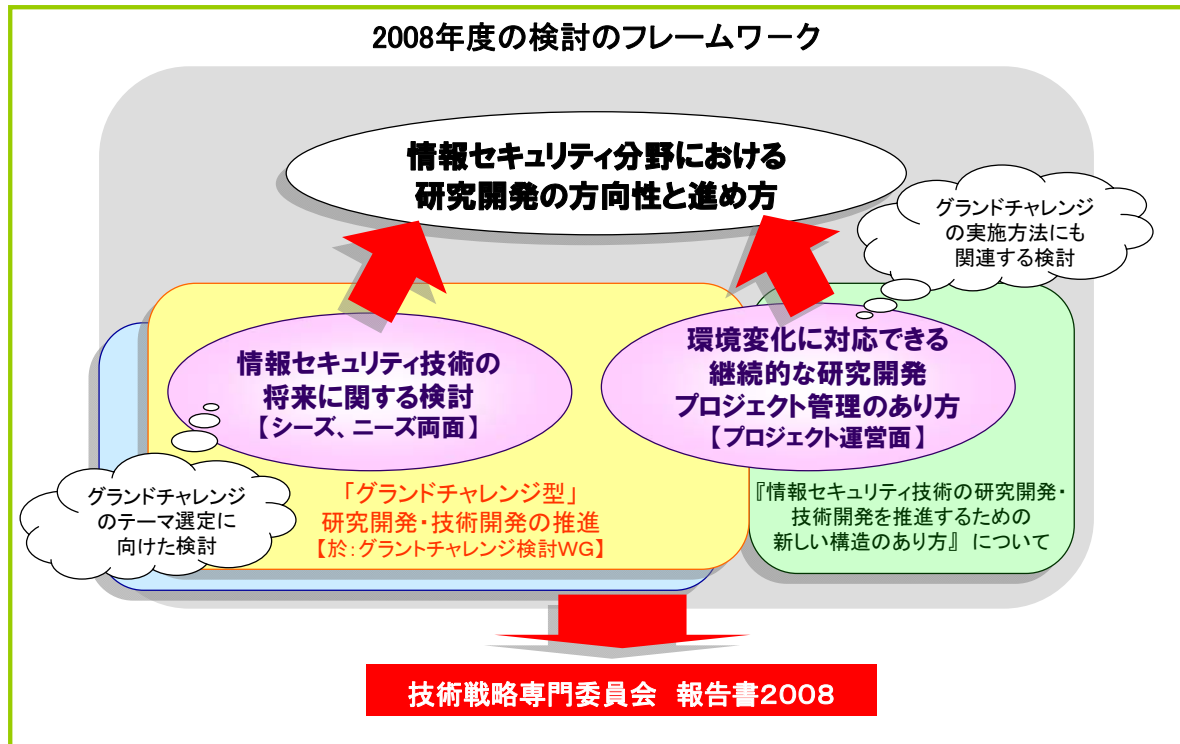 2008年度の検討のフレームワーク
情報セキュリティ分野における
研究開発の方向性と進め方
グランドチャレンジ
の実施方法にも
関連する検討
情報セキュリティ技術の
将来に関する検討
【シーズ、ニーズ両面】
環境変化に対応できる
継続的な研究開発
プロジェクト管理のあり方
【プロジェクト運営面】
グランドチャレンジ
のテーマ選定に
向けた検討
「グランドチャレンジ型」
研究開発・技術開発の推進
【於：グラントチャレンジ検討WG】
『情報セキュリティ技術の研究開発・
技術開発を推進するための
新しい構造のあり方』 について
技術戦略専門委員会 報告書2008